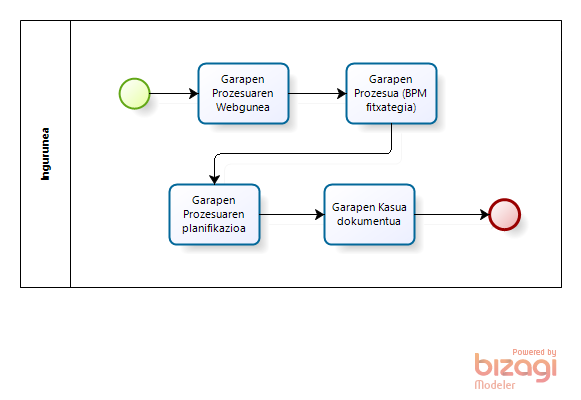 Ingurunea
Garapen
Prozesuaren
Webgunea
Garapen
Prozesua (BPM
fitxategia)
Garapen
Prozesuaren
planifikazioa
Garapen Kasua
dokumentua
Powered by
bizagi
Modeler